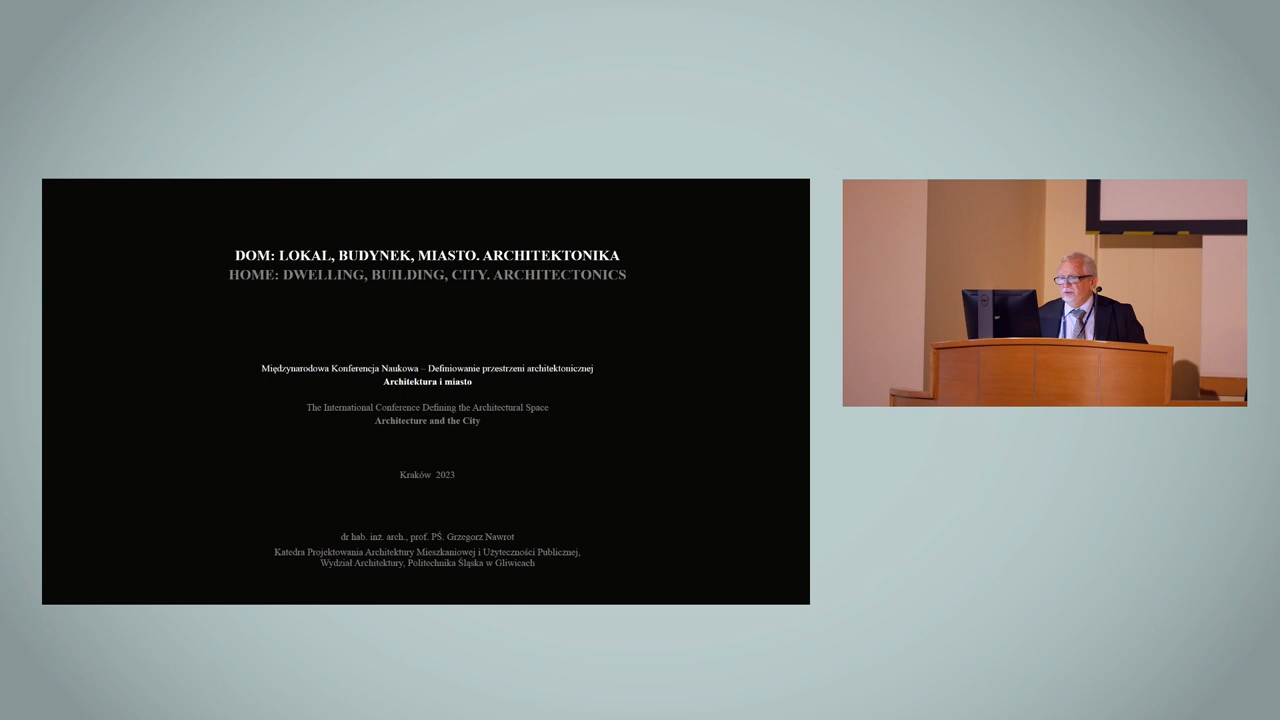 DOM: LOKAL, BUDYNEK, MIASTO. ARCHITEKTONIKA
HOME: DWELLING, BUILDING, CITY. ARCHITECTONICS
Międzynarodowa Konferencja Naukowa – Definiowanie przestrzeni architektonicznej
Architektura i miasto
The International Conference Defining the Architectural Space
Architecture and the City
Kraków 2023
dr hab. inż. arch., prof. PŚ. Grzegorz Nawrot
Katedra Projektowania Architektury Mieszkaniowej i Użyteczności Publicznej,
Wydział Architektury, Politechnika Śląska w Gliwicach